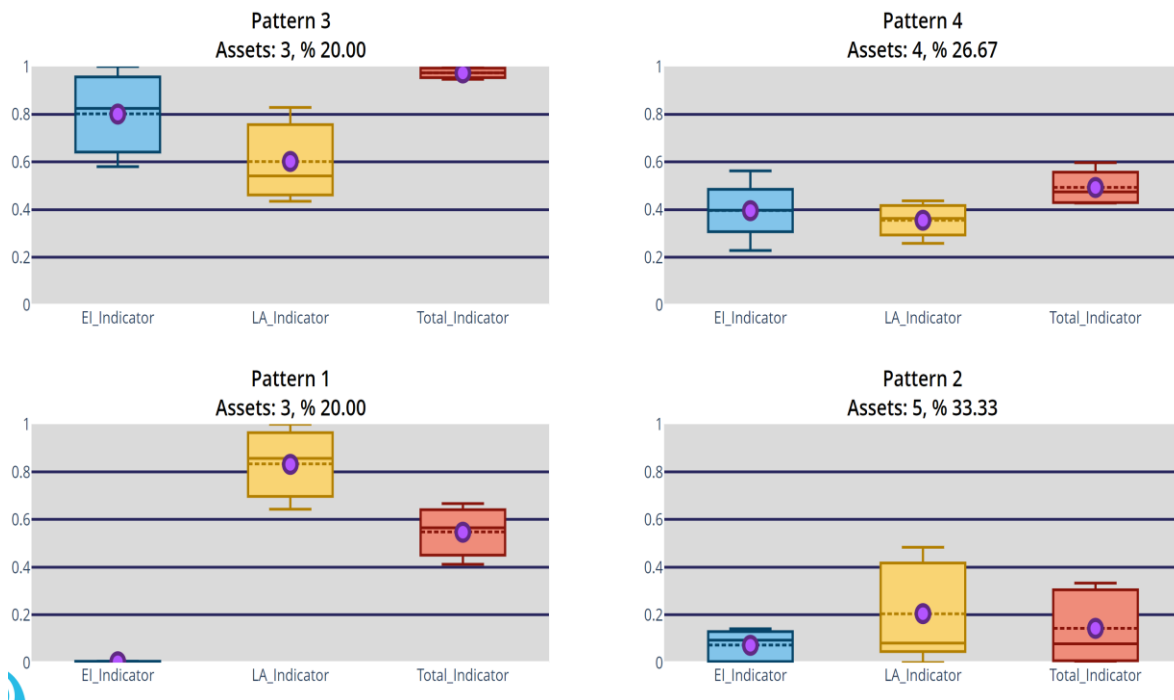 Pattern 3
Assets: 3, % 20.00
1
0.8
0.6
0.4
0.2
0
EI_Indicator LA_Indicator Total_Indicator
Pattern 4
Assets: 4, % 26.67
1
0.8
0.6
0.4
0.2
0
EI_Indicator LA_Indicator Total_Indicator
Pattern 1
Assets: 3, % 20.00
1
0.8
0.6
0.4
0.2
0
EI_Indicator LA_Indicator Total_Indicator
Pattern 2
Assets: 5, % 33.33
1
0.8
0.6
0.4
0.2
0
EI_Indicator LA_Indicator Total_Indicator